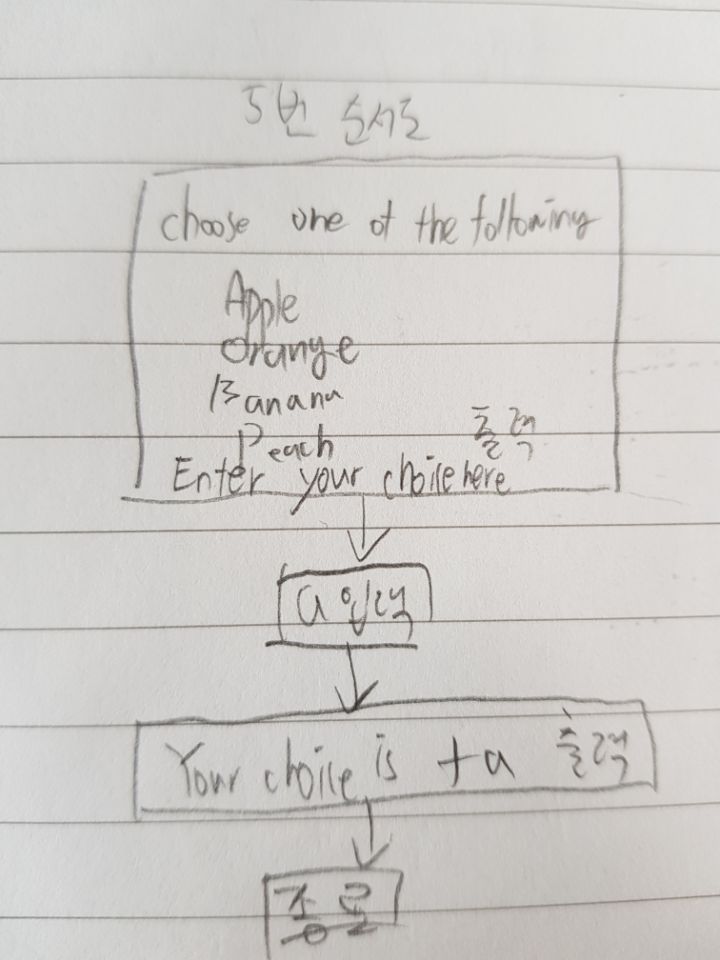 5번 순서도
choose one of the following
Apple
Orange
Banana
Peach 출력
Enter your choice here
a 입력
Your choice is +a 출력
종료